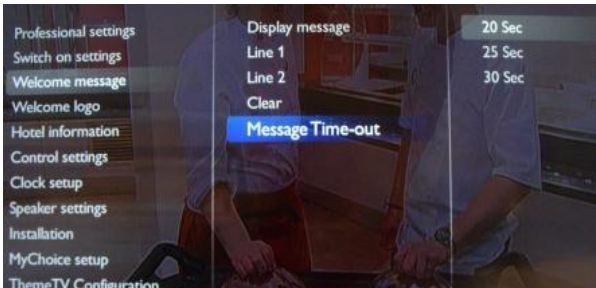 Professional settings
Switch on settings
Welcome message
Welcome logo
Hotel information
Control settings
Clock setup
Speaker settings
Installation
MyChoice setup
ThemeTV Configuration
Display message
Line 1
Line 2
Clear
Message Time-out
20 Sec
25 Sec
30 Sec